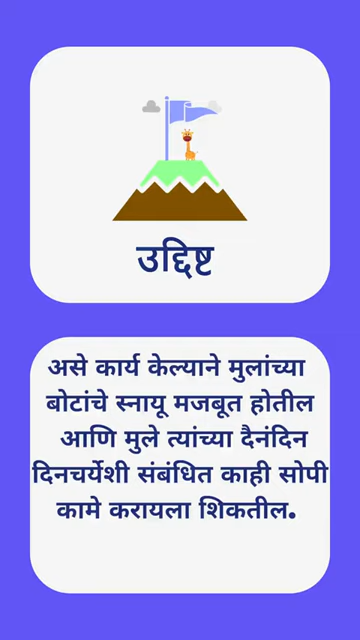 उद्दिष्ट
असे कार्य केल्याने मुलांच्या
बोटांचे स्नायू मजबूत होतील
आणि मुले त्यांच्या दैनंदिन
दिनचर्येशी संबंधित काही सोपी
कामे करायला शिकतील.